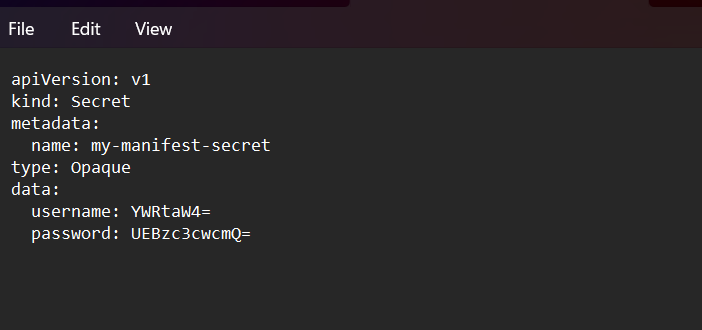 File Edit View
apiVersion: v1
kind: Secret
metadata:
  name: my-manifest-secret
type: Opaque
data:
  username: YWRtaW4=
  password: UEBzc3cwcmQ=